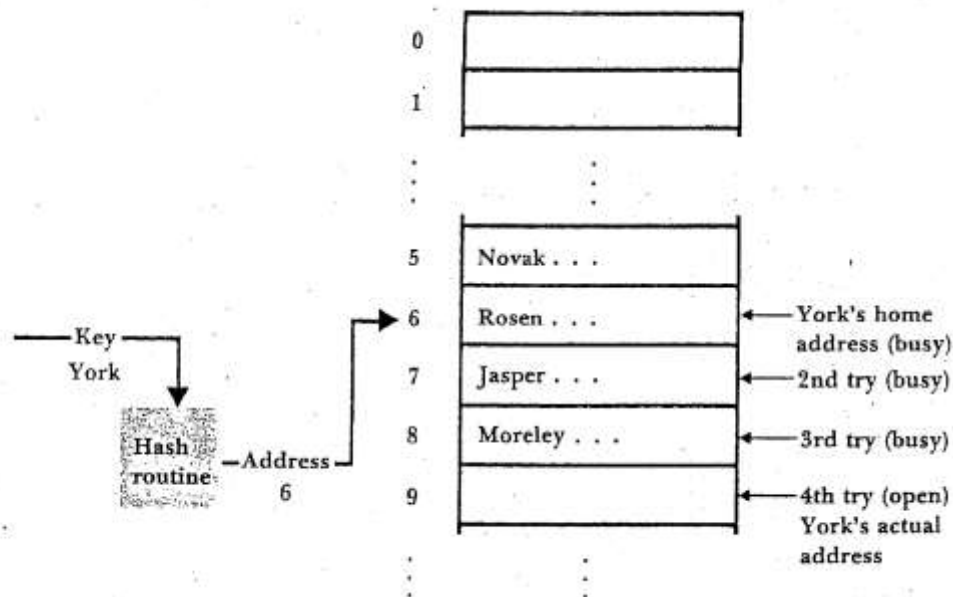 0
1
5
Novak . . .
6
Rosen . . .
York's home
address (busy)
Key
York
7
Jasper . . .
2nd try (busy)
8
Moreley . . .
3rd try (busy)
Hash
routine
Address
6
9
4th try (open)
York's actual
address